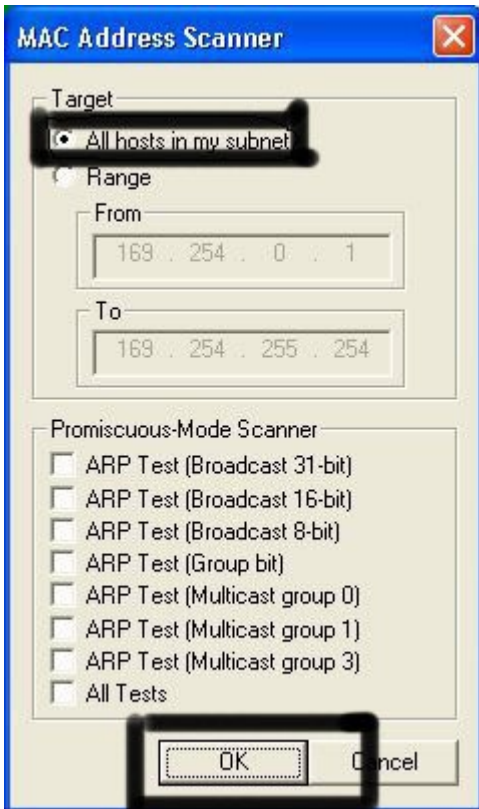 MAC Address Scanner
Target
All hosts in my subnet
Range
From
169 . 254 . 0 . 1
To
169 . 254 . 255 . 254
Promiscuous-Mode Scanner
ARP Test (Broadcast 31-bit)
ARP Test (Broadcast 16-bit)
ARP Test (Broadcast 8-bit)
ARP Test (Group bit)
ARP Test (Multicast group 0)
ARP Test (Multicast group 1)
ARP Test (Multicast group 3)
All Tests
OK Cancel